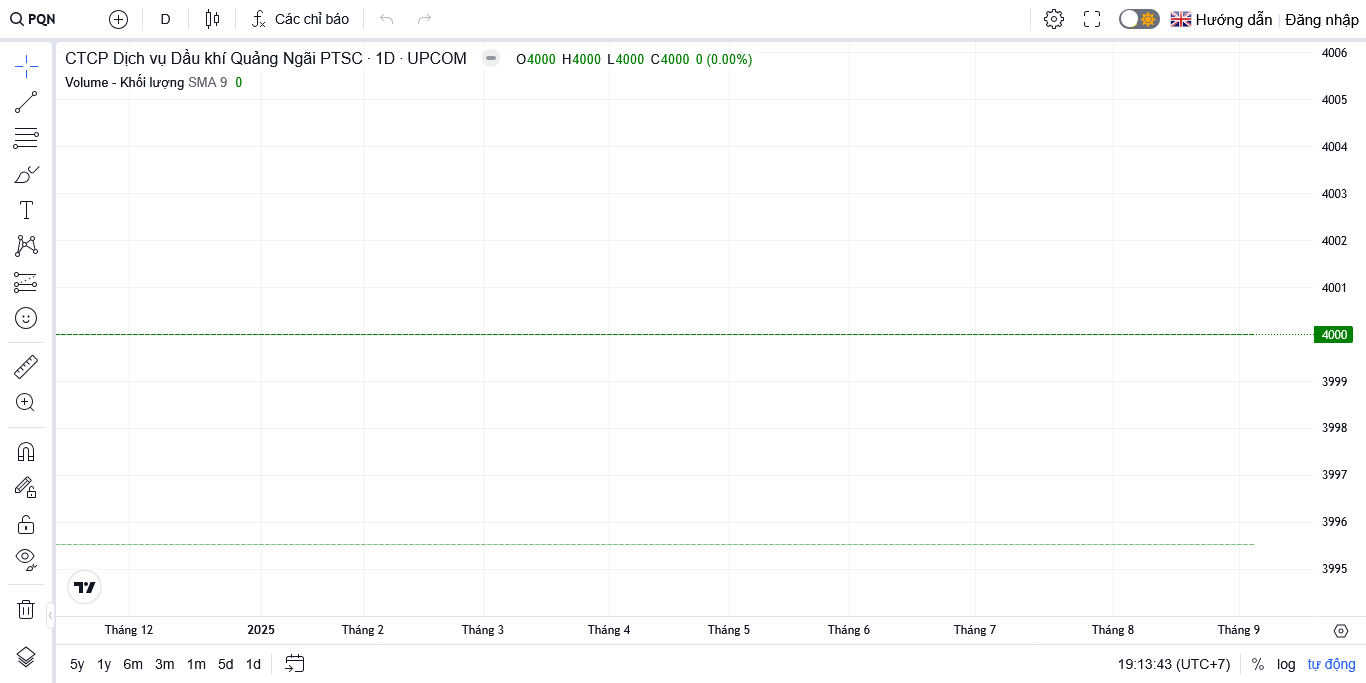 PQN D Các chỉ báo Hướng dẫn Đăng nhập
CTCP Dịch vụ Dầu khí Quảng Ngãi PTSC · 1D · UPCOM O4000 H4000 L4000 C4000 0 (0.00%)
Volume - Khối lượng SMA 9 0
4006
4005
4004
4003
4002
4001
4000
3999
3998
3997
3996
3995
Tháng 12 2025 Tháng 2 Tháng 3 Tháng 4 Tháng 5 Tháng 6 Tháng 7 Tháng 8 Tháng 9
5y 1y 6m 3m 1m 5d 1d 19:13:43 (UTC+7) % log tự động